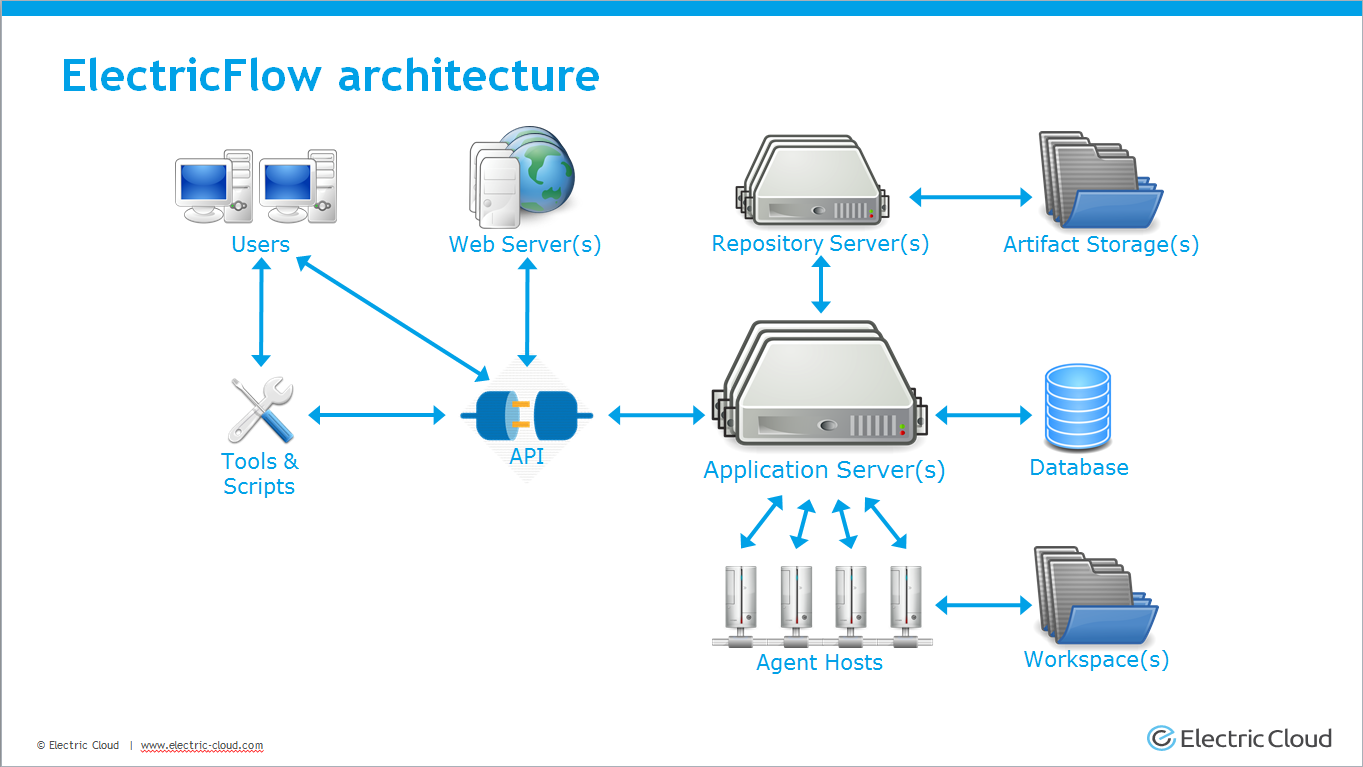 ElectricFlow architecture
Users
Web Server(s)
Repository Server(s)
Artifact Storage(s)
Tools &
Scripts
API
Application Server(s)
Database
Agent Hosts
Workspace(s)
© Electric Cloud | www.electric-cloud.com
Electric Cloud